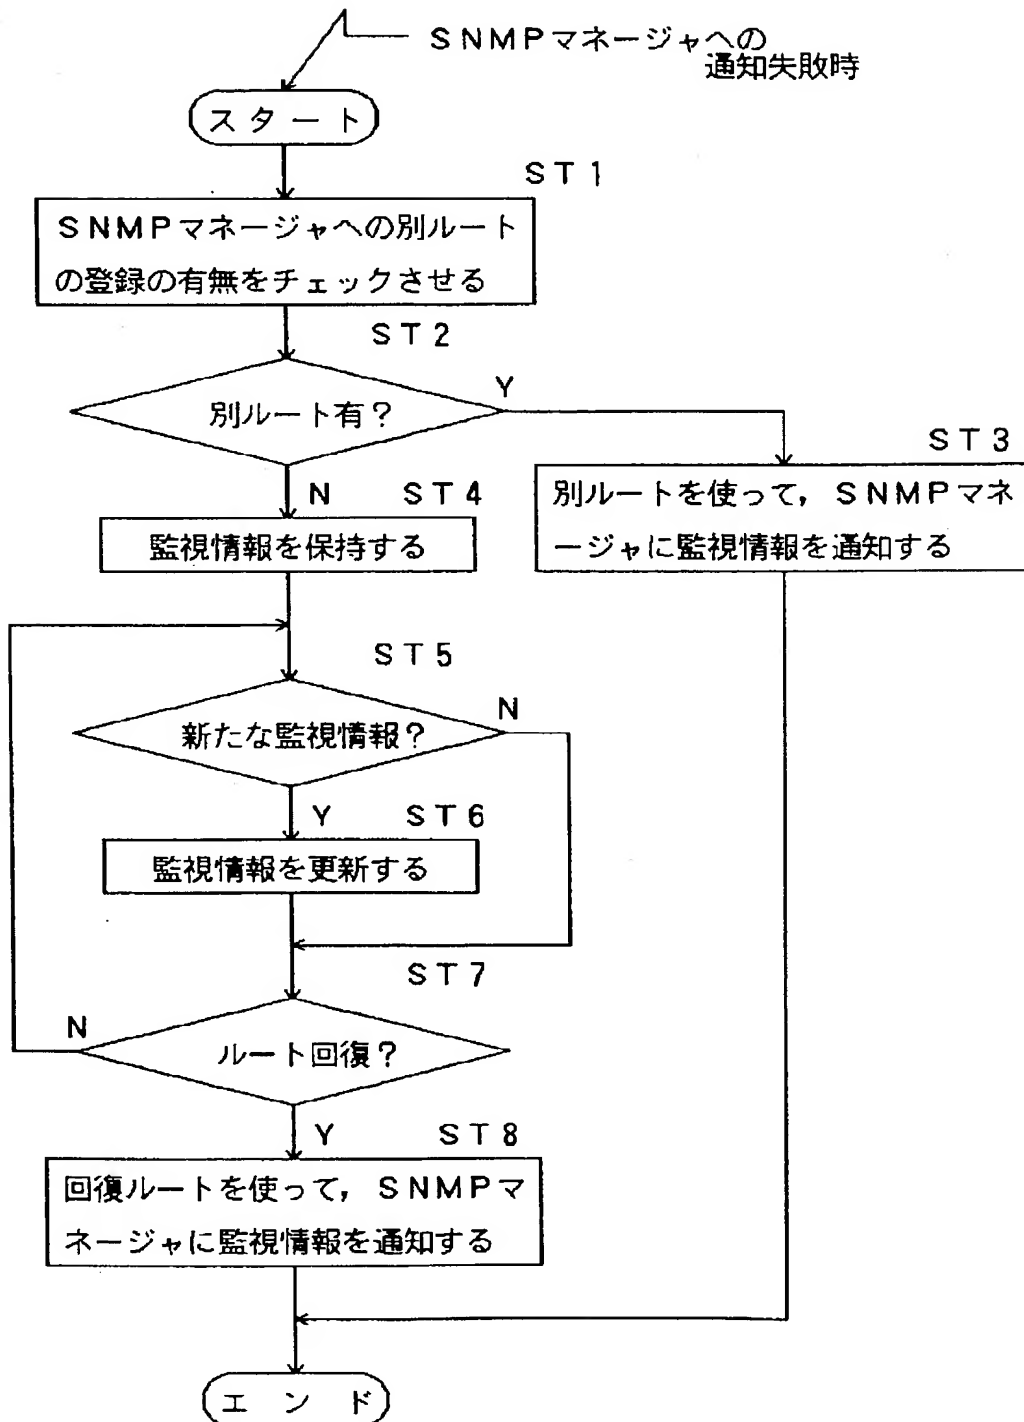 SNMPマネージャへの
通知失敗時
スタート
ST1
SNMPマネージャへの別ルート
の登録の有無をチェックさせる
ST2
別ルート有?
Y
N
ST3
別ルートを使って,SNMPマネ
ージャに監視情報を通知する
ST4
監視情報を保持する
ST5
新たな監視情報?
N
Y
ST6
監視情報を更新する
ST7
ルート回復?
N
Y
ST8
回復ルートを使って,SNMPマ
ネージャに監視情報を通知する
エンド